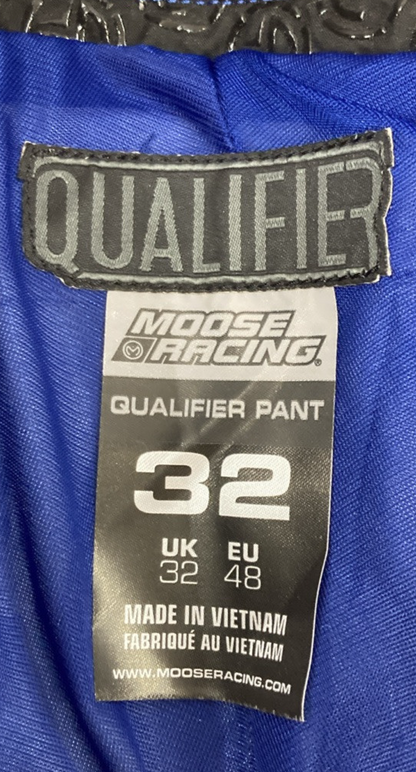 QUALIFIER
MOOSE
RACING®
QUALIFIER PANT
32
UK EU
32 48
MADE IN VIETNAM
FABRIQUÉ AU VIETNAM
WWW.MOOSERACING.COM